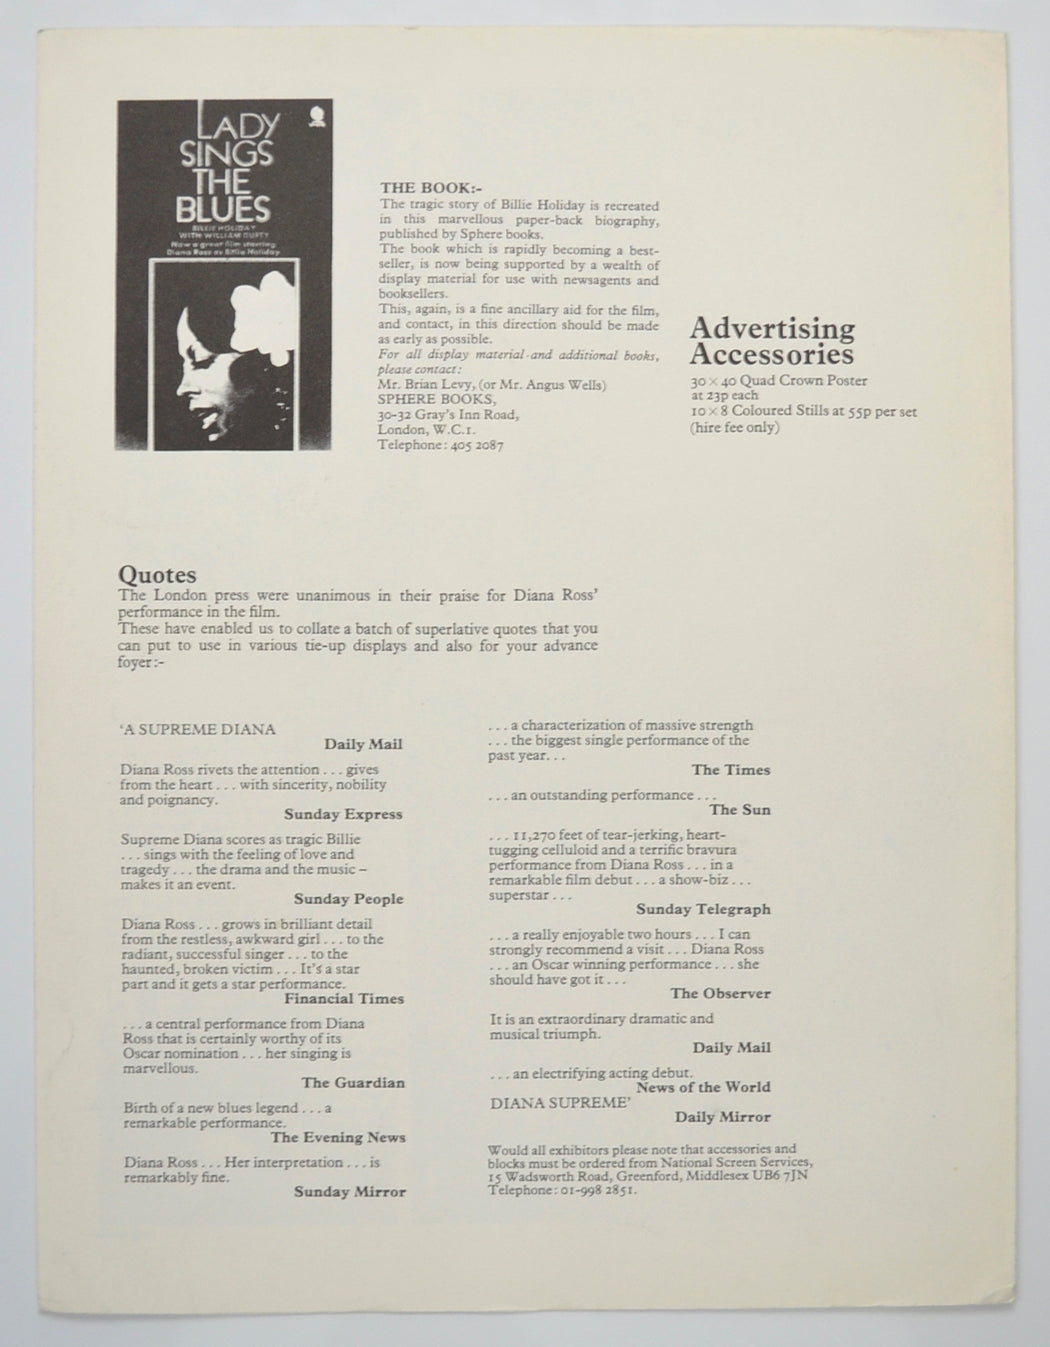 LADY
SINGS
THE
BLUES
BILLIE HOLIDAY
WITH WILLIAM DUFTY
Now a great film starring
Diana Ross as Billie Holiday
THE BOOK:-
The tragic story of Billie Holiday is recreated
in this marvellous paper-back biography,
published by Sphere books.
The book which is rapidly becoming a best-
seller, is now being supported by a wealth of
display material for use with newsagents and
booksellers.
This, again, is a fine ancillary aid for the film,
and contact, in this direction should be made
as early as possible.
For all display material and additional books,
please contact:
Mr. Brian Levy, (or Mr. Angus Wells)
SPHERE BOOKS,
30-32 Gray's Inn Road,
London, W.C.1.
Telephone: 405 2087
Advertising
Accessories
30 × 40 Quad Crown Poster
at 23p each
10 × 8 Coloured Stills at 55p per set
(hire fee only)
Quotes
The London press were unanimous in their praise for Diana Ross'
performance in the film.
These have enabled us to collate a batch of superlative quotes that you
can put to use in various tie-up displays and also for your advance
foyer:-
'A SUPREME DIANA
Daily Mail
Diana Ross rivets the attention . . . gives
from the heart . . . with sincerity, nobility
and poignancy.
Sunday Express
Supreme Diana scores as tragic Billie
. . . sings with the feeling of love and
tragedy . . . the drama and the music –
makes it an event.
Sunday People
Diana Ross . . . grows in brilliant detail
from the restless, awkward girl . . . to the
radiant, successful singer . . . to the
haunted, broken victim . . . It's a star
part and it gets a star performance.
Financial Times
. . . a central performance from Diana
Ross that is certainly worthy of its
Oscar nomination . . . her singing is
marvellous.
The Guardian
Birth of a new blues legend . . . a
remarkable performance.
The Evening News
Diana Ross . . . Her interpretation . . . is
remarkably fine.
Sunday Mirror
. . . a characterization of massive strength
. . . the biggest single performance of the
past year. . .
The Times
. . . an outstanding performance . . .
The Sun
. . . 11,270 feet of tear-jerking, heart-
tugging celluloid and a terrific bravura
performance from Diana Ross . . . in a
remarkable film debut . . . a show-biz . . .
superstar . . .
Sunday Telegraph
. . . a really enjoyable two hours . . . I can
strongly recommend a visit . . . Diana Ross
. . . an Oscar winning performance . . . she
should have got it . . .
The Observer
It is an extraordinary dramatic and
musical triumph.
Daily Mail
. . . an electrifying acting debut.
News of the World
DIANA SUPREME'
Daily Mirror
Would all exhibitors please note that accessories and
blocks must be ordered from National Screen Services,
15 Wadsworth Road, Greenford, Middlesex UB6 7JN
Telephone: 01-998 2851.